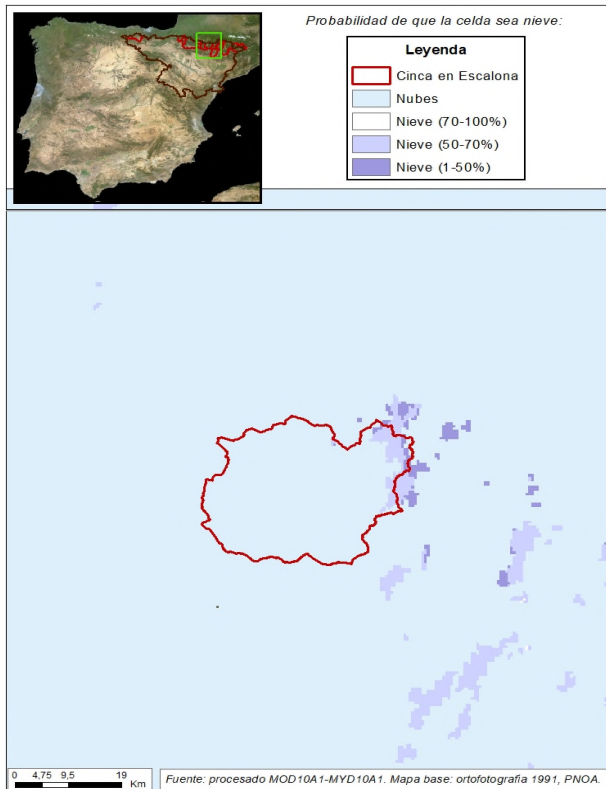 Probabilidad de que la celda sea nieve:
Leyenda
Cinca en Escalona
Nubes
Nieve (70-100%)
Nieve (50-70%)
Nieve (1-50%)
0 4,75 9,5 19
Km
Fuente: procesado MOD10A1-MYD10A1. Mapa base: ortofotografia 1991, PNOA.